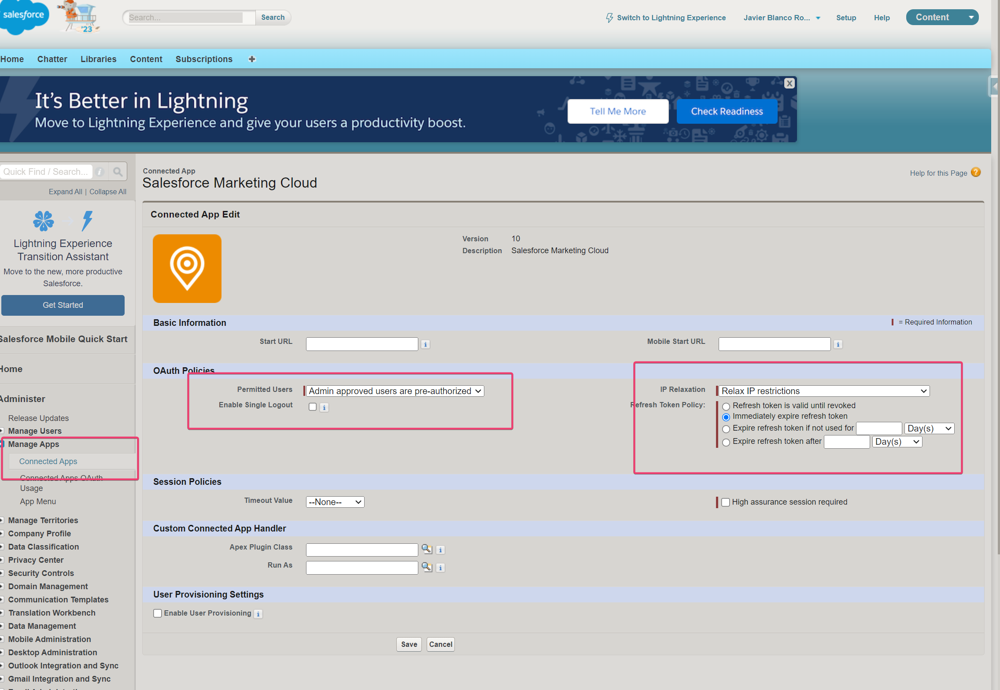 salesforce
'23
Search...
Search
Switch to Lightning Experience
Javier Blanco Ro...
Setup
Help
Content
Home
Chatter
Libraries
Content
Subscriptions
It's Better in Lightning
Move to Lightning Experience and give your users a productivity boost.
Tell Me More
Check Readiness
X
Quick Find / Search...
Expand All | Collapse All
Lightning Experience
Transition Assistant
Move to the new, more productive
Salesforce.
Get Started
Salesforce Mobile Quick Start
Home
Administer
Release Updates
Manage Users
Manage Apps
Connected Apps
Connected Apps OAuth
Usage
App Menu
Manage Territories
Company Profile
Data Classification
Privacy Center
Security Controls
Domain Management
Communication Templates
Translation Workbench
Data Management
Mobile Administration
Desktop Administration
Outlook Integration and Sync
Gmail Integration and Sync
Connected App
Salesforce Marketing Cloud
Help for this Page ?
Connected App Edit
Version 10
Description Salesforce Marketing Cloud
Basic Information
= Required Information
Start URL
Mobile Start URL
OAuth Policies
Permitted Users Admin approved users are pre-authorized
Enable Single Logout
IP Relaxation Relax IP restrictions
Refresh Token Policy: Refresh token is valid until revoked
Immediately expire refresh token
Expire refresh token if not used for Day(s)
Expire refresh token after Day(s)
Session Policies
Timeout Value --None--
High assurance session required
Custom Connected App Handler
Apex Plugin Class
Run As
User Provisioning Settings
Enable User Provisioning
Save
Cancel